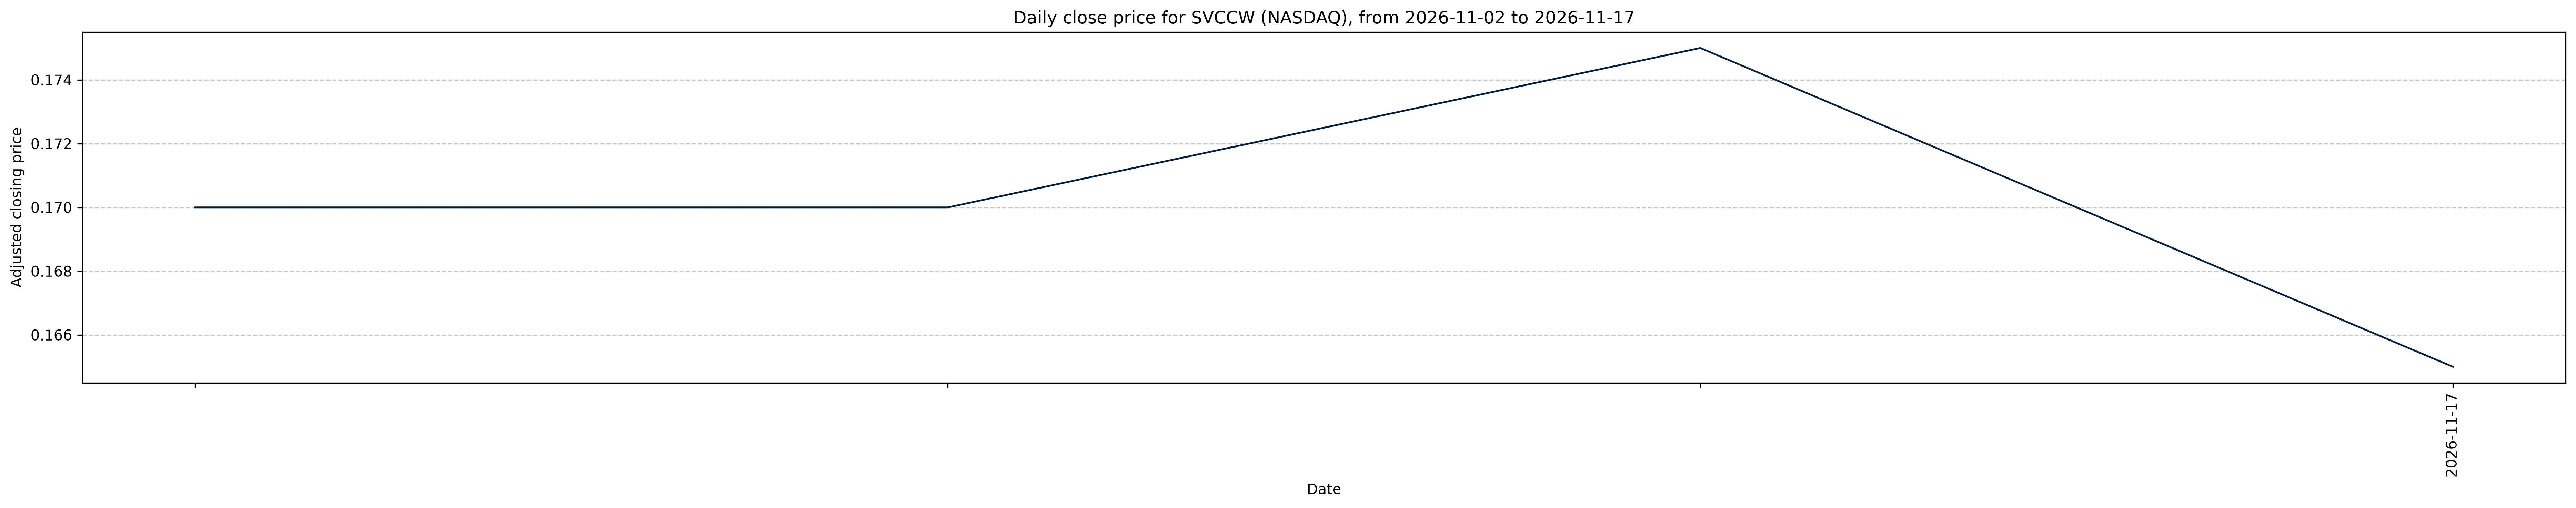 Daily close price for SVCCW (NASDAQ), from 2026-11-02 to 2026-11-17
Adjusted closing price
0.174
0.172
0.170
0.168
0.166
2026-11-17
Date